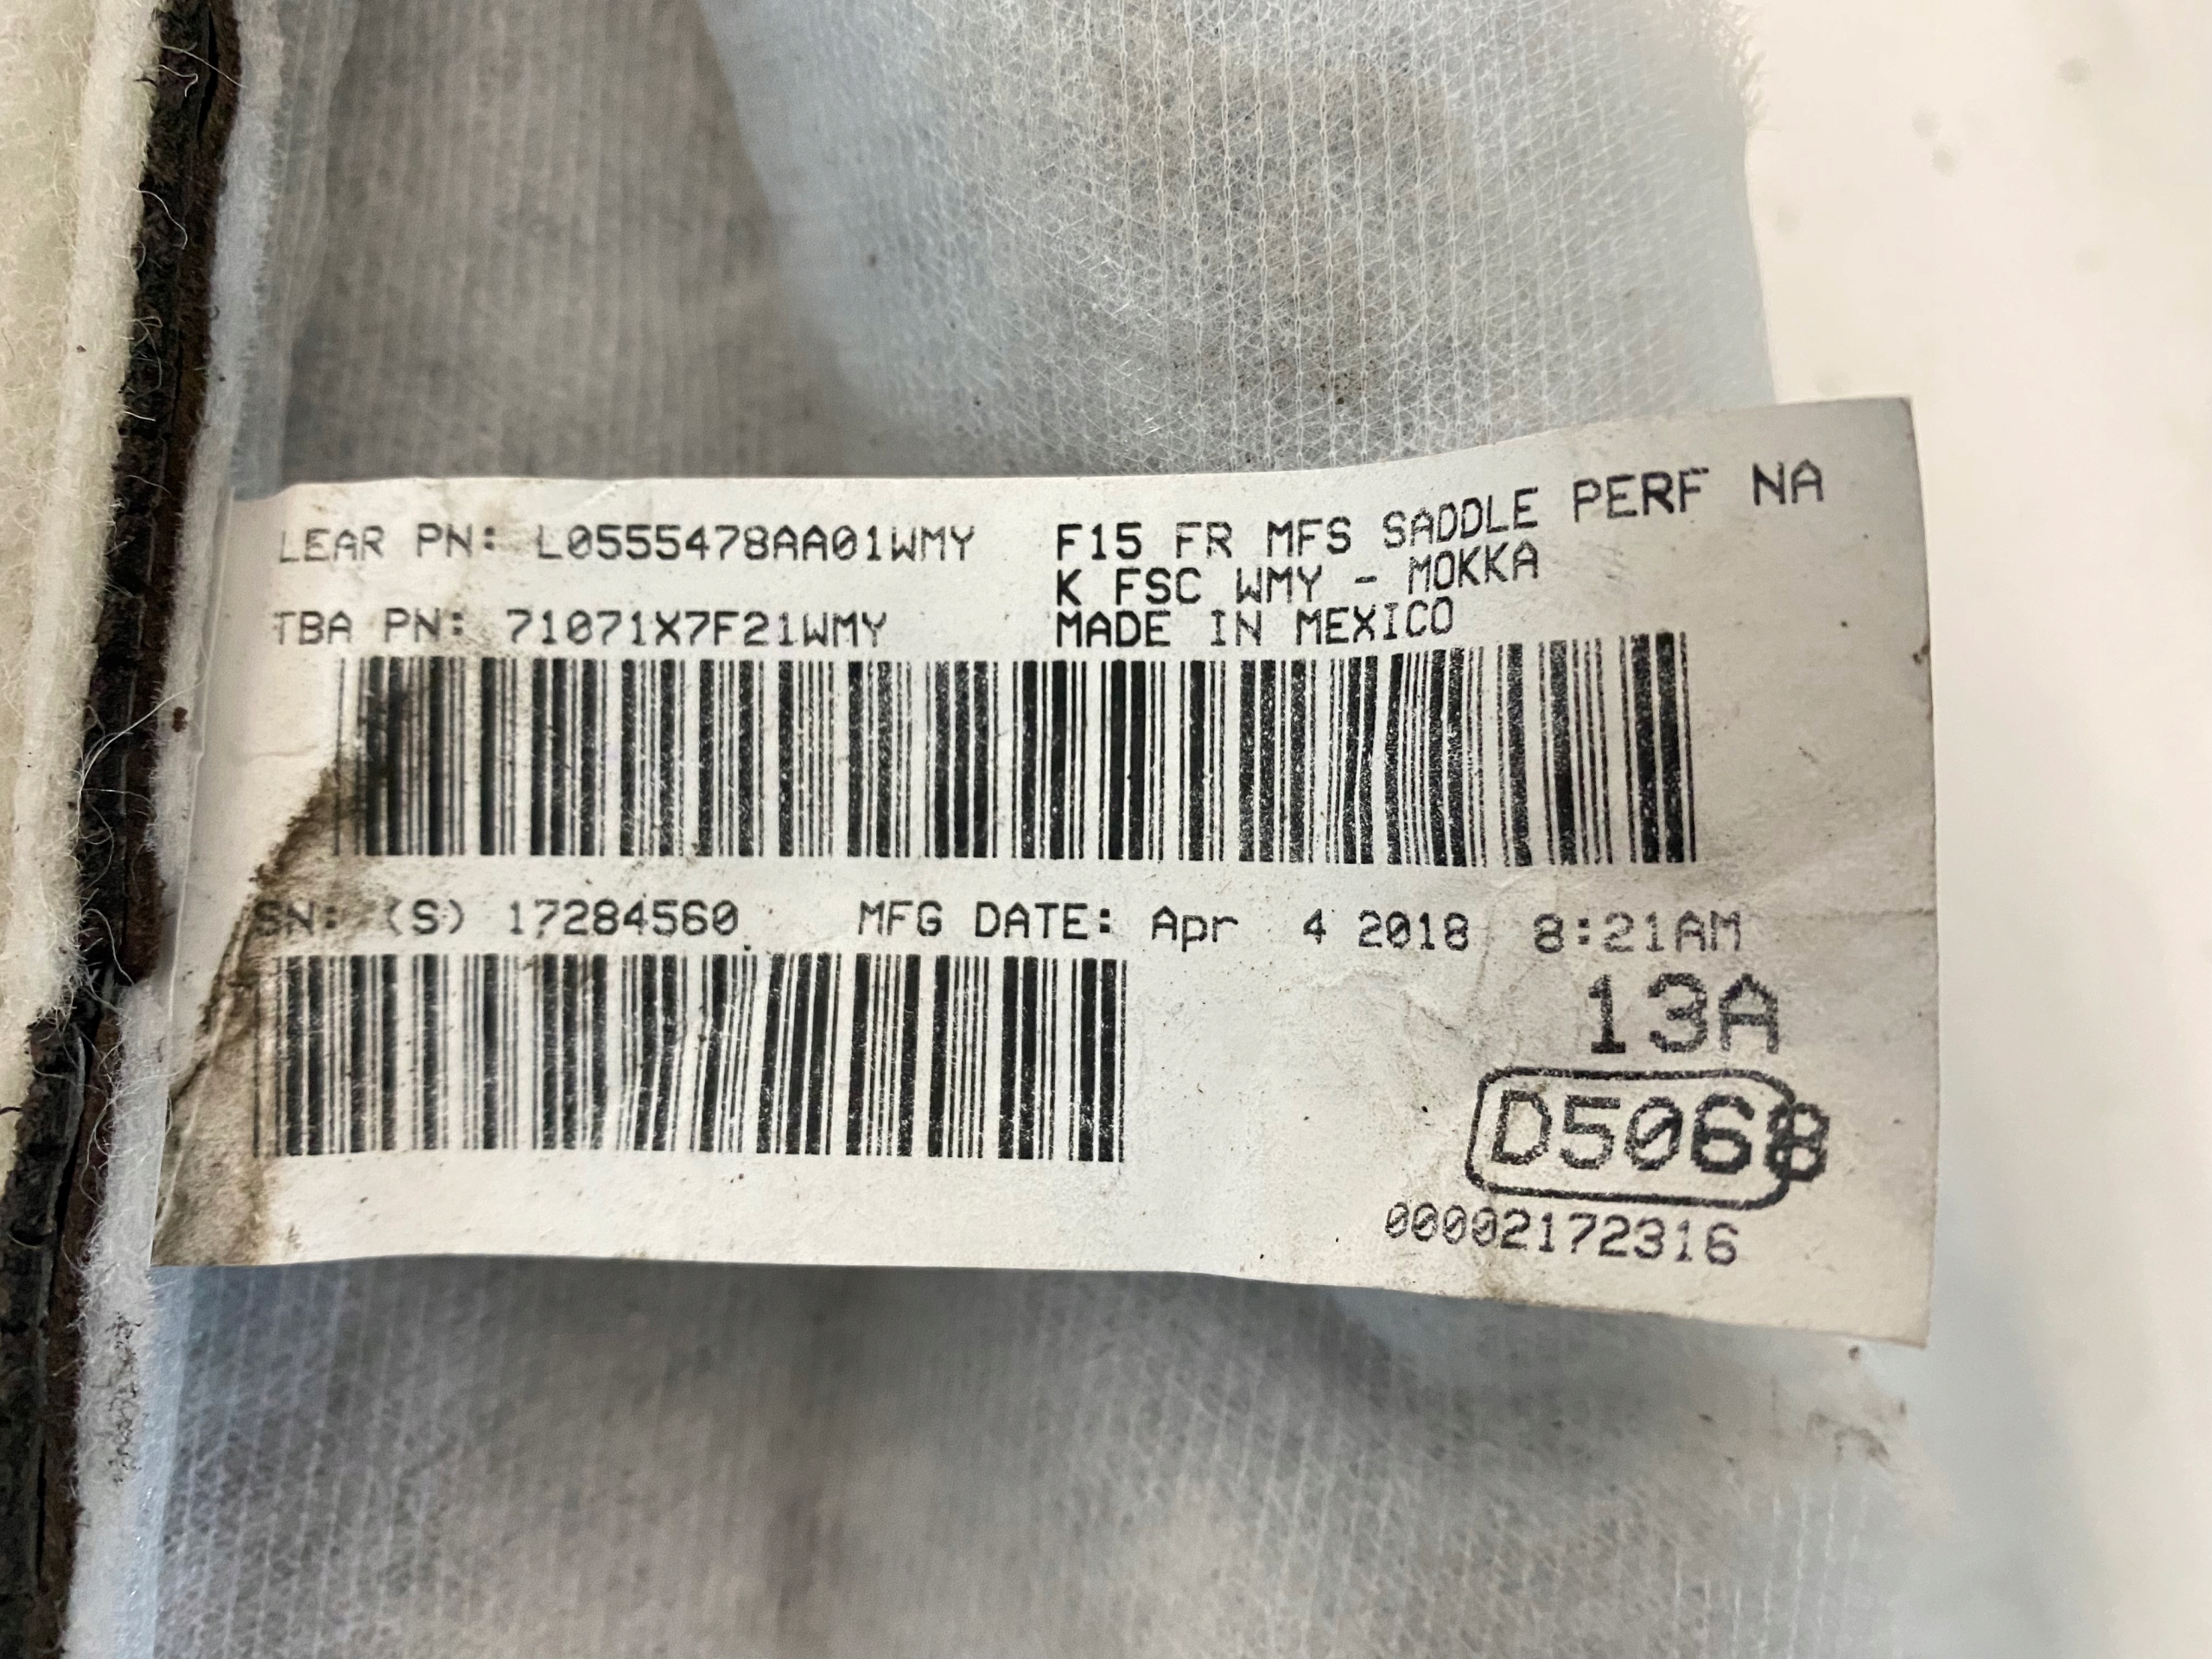 LEAR PN: L0555478AA01WMY
F15 FR MFS SADDLE PERF NA
K FSC WMY - MOKKA
TBA PN: 71071X7F21WMY
MADE IN MEXICO
SN: (S) 17284560
MFG DATE: Apr 4 2018 8:21AM
13A
D5068
00002172316